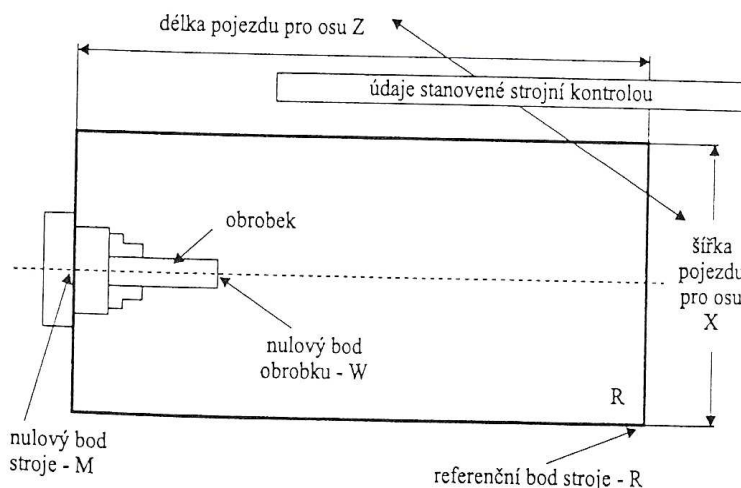 délka pojezdu pro osu Z
údaje stanovené strojní kontrolou
obrobek
šířka
pojezdu
pro osu
X
nulový bod
obrobku - W
R
nulový bod
stroje - M
referenční bod stroje - R